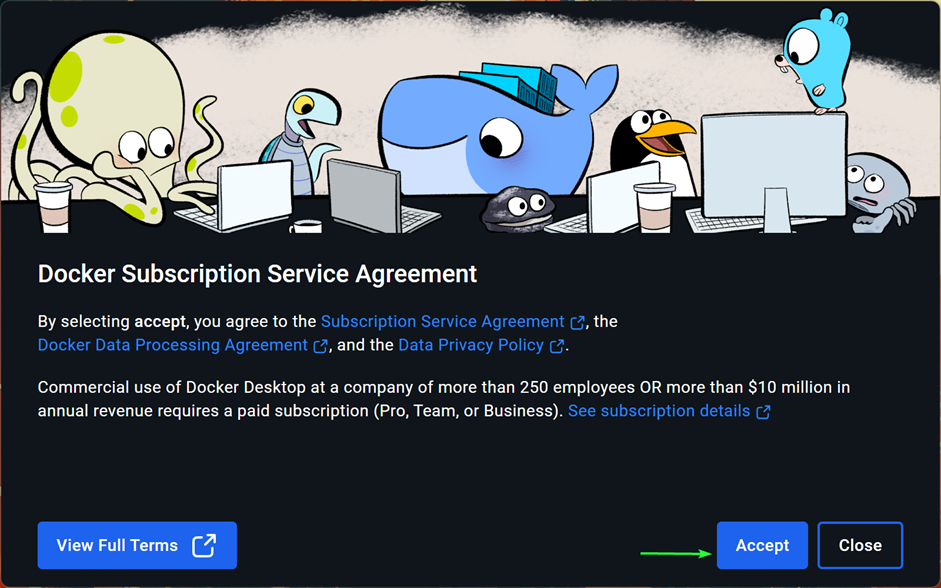 Docker Subscription Service Agreement
By selecting accept, you agree to the Subscription Service Agreement, the
Docker Data Processing Agreement, and the Data Privacy Policy.
Commercial use of Docker Desktop at a company of more than 250 employees OR more than $10 million in
annual revenue requires a paid subscription (Pro, Team, or Business). See subscription details
View Full Terms
Accept
Close